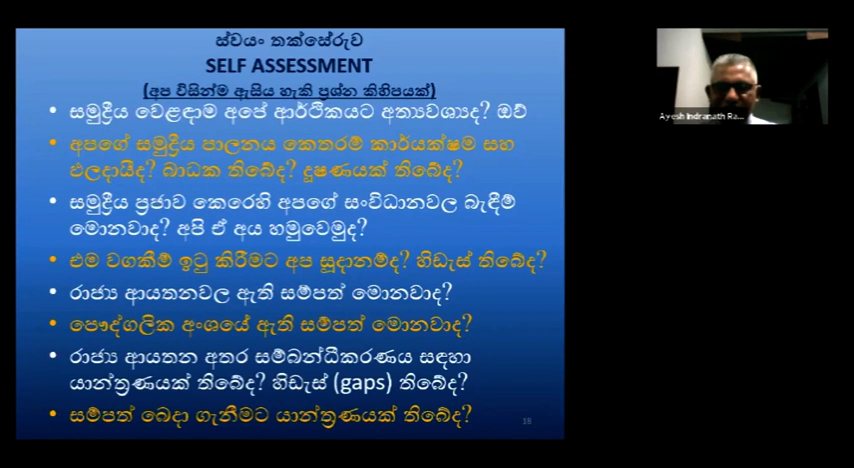 ස්වයං තක්සේරුව
SELF ASSESSMENT
(අප විසින්ම ඇසිය හැකි ප්‍රශ්න කිහිපයක්)
• සමුද්‍රීය වෙළඳාම අපේ ආර්ථිකයට අත්‍යවශ්‍යද? ඔව්
• අපගේ සමුද්‍රීය පාලනය කෙතරම් කාර්යක්ෂම සහ
ඵලදායීද? බාධක තිබේද? දූෂණයක් තිබේද?
• සමුද්‍රීය ප්‍රජාව කෙරෙහි අපගේ සංවිධානවල බැඳීම්
මොනවාද? අපි ඒ අය හමුවෙමුද?
• එම වගකීම් ඉටු කිරීමට අප සූදානම්ද? හිඩැස් තිබේද?
• රාජ්‍ය ආයතනවල ඇති සම්පත් මොනවාද?
• පෞද්ගලික අංශයේ ඇති සම්පත් මොනවාද?
• රාජ්‍ය ආයතන අතර සම්බන්ධීකරණය සඳහා
යාන්ත්‍රණයක් තිබේද? හිඩැස් (gaps) තිබේද?
• සම්පත් බෙදා ගැනීමට යාන්ත්‍රණයක් තිබේද?
18
Ayesh Indranath Ra...